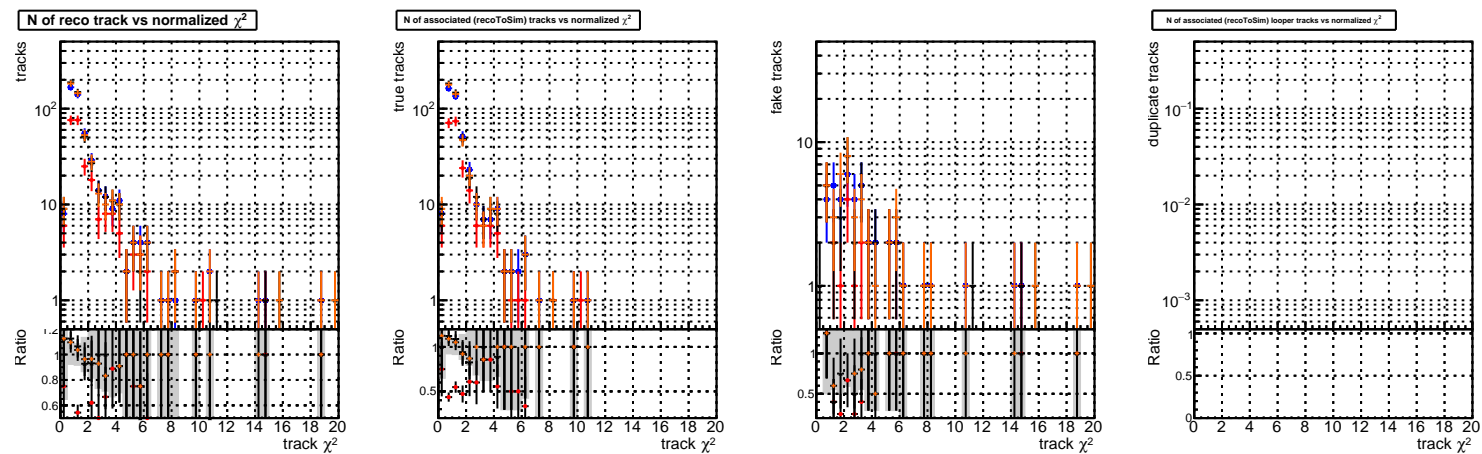 N of reco track vs normalized χ²
tracks
10²
10
1
Ratio
1.2
1
0.8
0.6
0 2 4 6 8 10 12 14 16 18 20
track χ²
N of associated (recoToSim) tracks vs normalized χ²
true tracks
10²
10
1
Ratio
1
0.5
0 2 4 6 8 10 12 14 16 18 20
track χ²
fake tracks
10
1
Ratio
1
0.5
0 2 4 6 8 10 12 14 16 18 20
track χ²
N of associated (recoToSim) looper tracks vs normalized χ²
duplicate tracks
10⁻¹
10⁻²
10⁻³
Ratio
1
0.5
0
0 2 4 6 8 10 12 14 16 18 20
track χ²